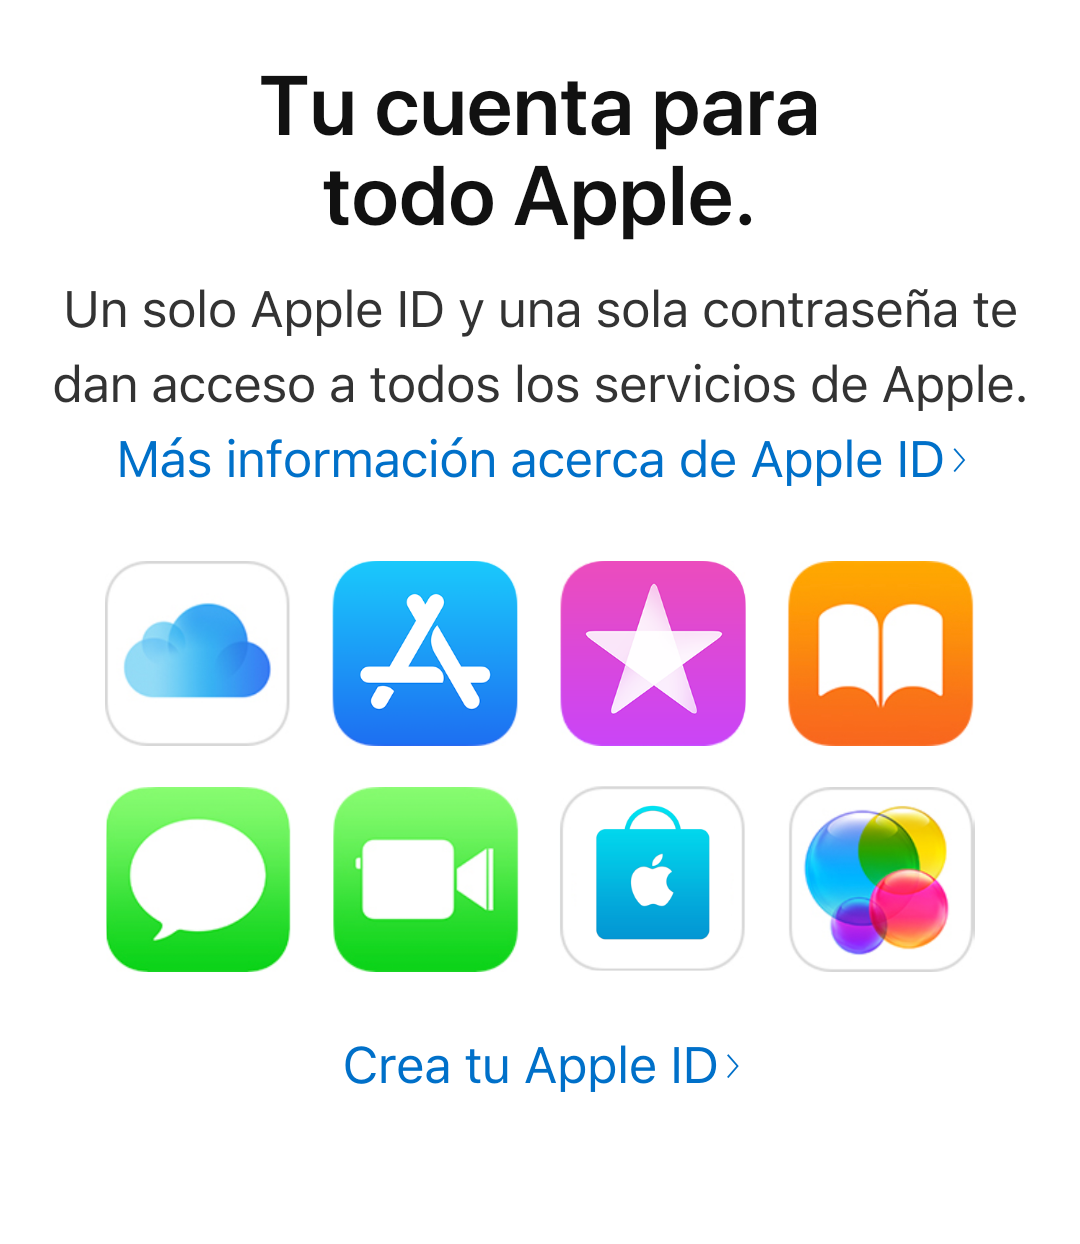 Tu cuenta para
todo Apple.
Un solo Apple ID y una sola contraseña te
dan acceso a todos los servicios de Apple.
Más información acerca de Apple ID ›
Crea tu Apple ID ›